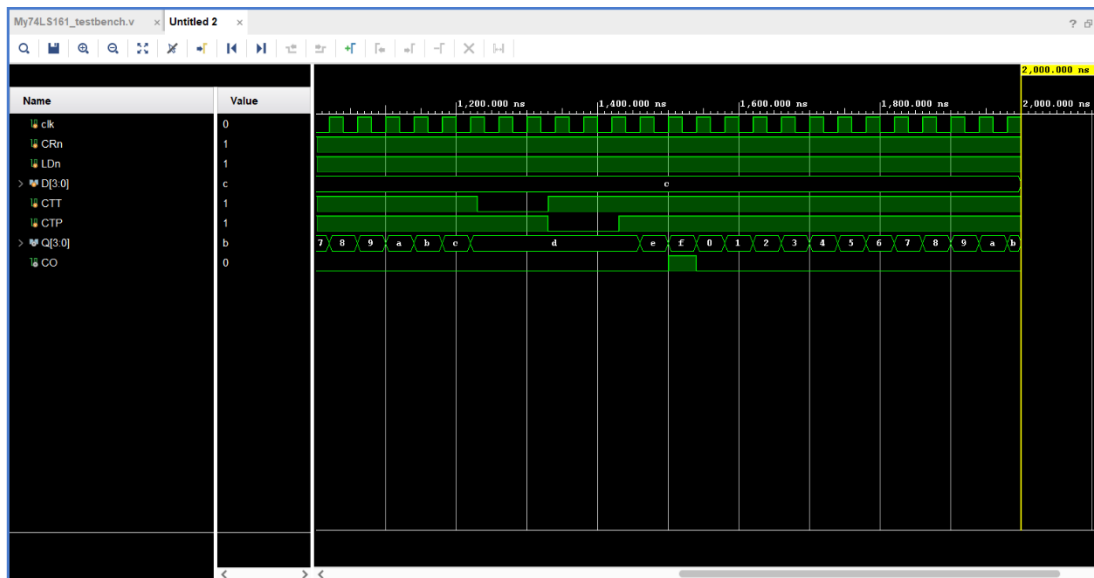 My74LS161_testbench.v × Untitled 2 × ?
2,000.000 ns
Name Value 1,200.000 ns 1,400.000 ns 1,600.000 ns 1,800.000 ns 2,000.000 ns
clk 0
CRn 1
LDn 1
> D[3:0] c c
CTT 1
CTP 1
> Q[3:0] b 7 8 9 a b c d e f 0 1 2 3 4 5 6 7 8 9 a b
CO 0